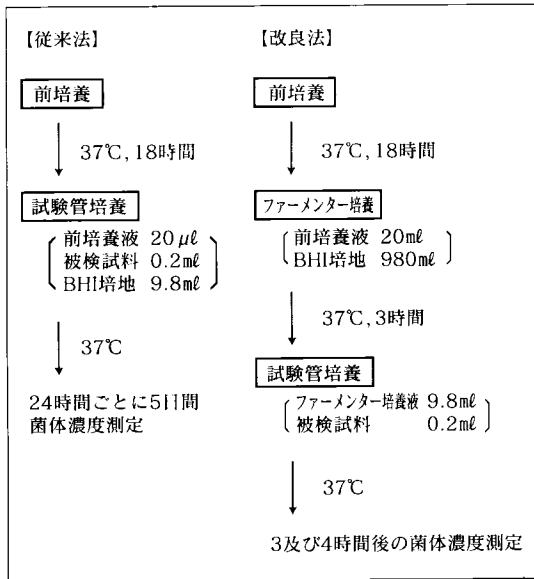 【従来法】
前培養
37℃, 18時間
試験管培養
前培養液 20μℓ
被検試料 0.2mℓ
BHI培地 9.8mℓ
37℃
24時間ごとに5日間
菌体濃度測定
【改良法】
前培養
37℃, 18時間
ファーメンター培養
前培養液 20mℓ
BHI培地 980mℓ
37℃, 3時間
試験管培養
ファーメンター培養液 9.8mℓ
被検試料 0.2mℓ
37℃
3及び4時間後の菌体濃度測定